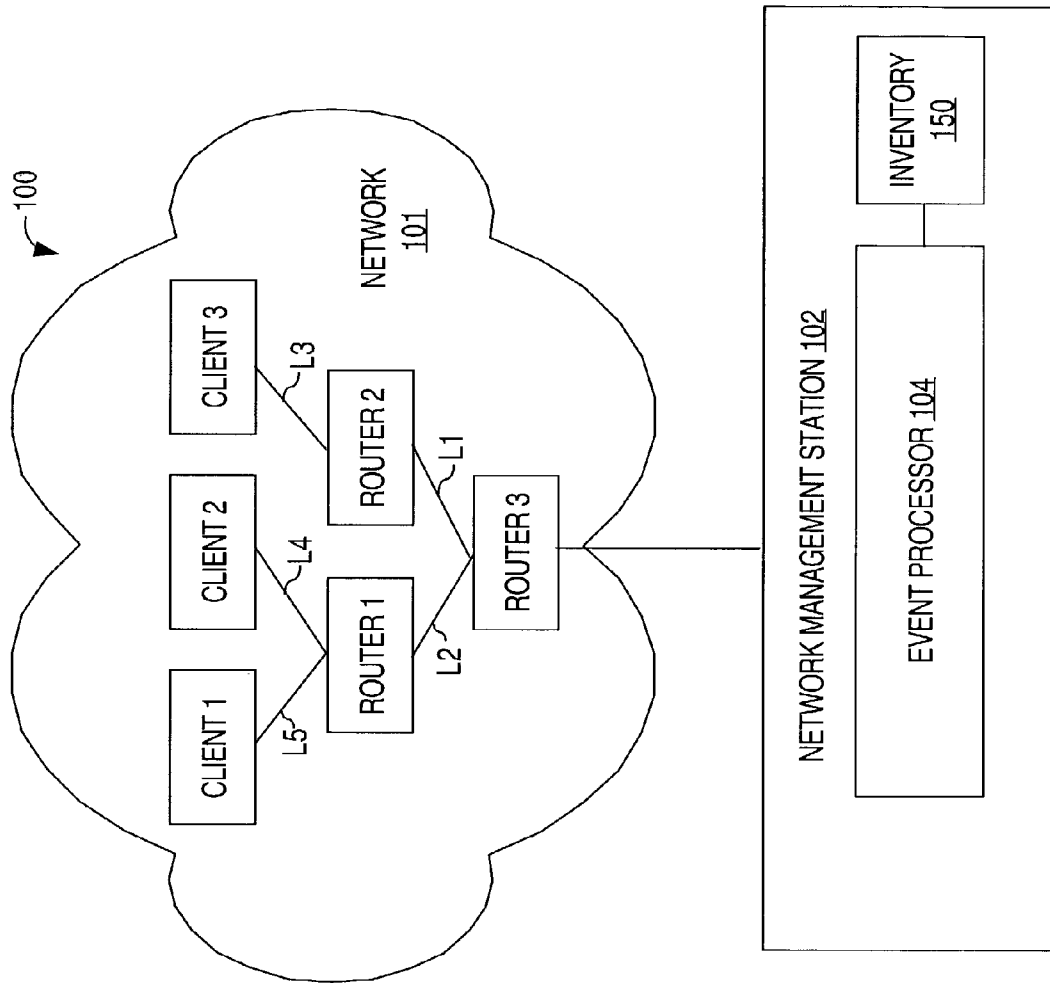 100
CLIENT 1
CLIENT 2
CLIENT 3
L5
L4
L3
NETWORK
101
ROUTER 1
ROUTER 2
L2
L1
ROUTER 3
NETWORK MANAGEMENT STATION 102
EVENT PROCESSOR 104
INVENTORY
150